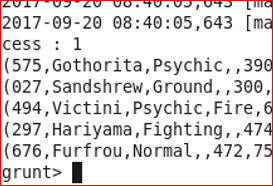 2017-09-20 08:40:05,643 [ma
2017-09-20 08:40:05,643 [ma
cess : 1
(575,Gothorita,Psychic,,390
(027,Sandshrew,Ground,,300,
(494,Victini,Psychic,Fire,6
(297,Hariyama,Fighting,,474
(676,Furfrou,Normal,,472,75
grunt>